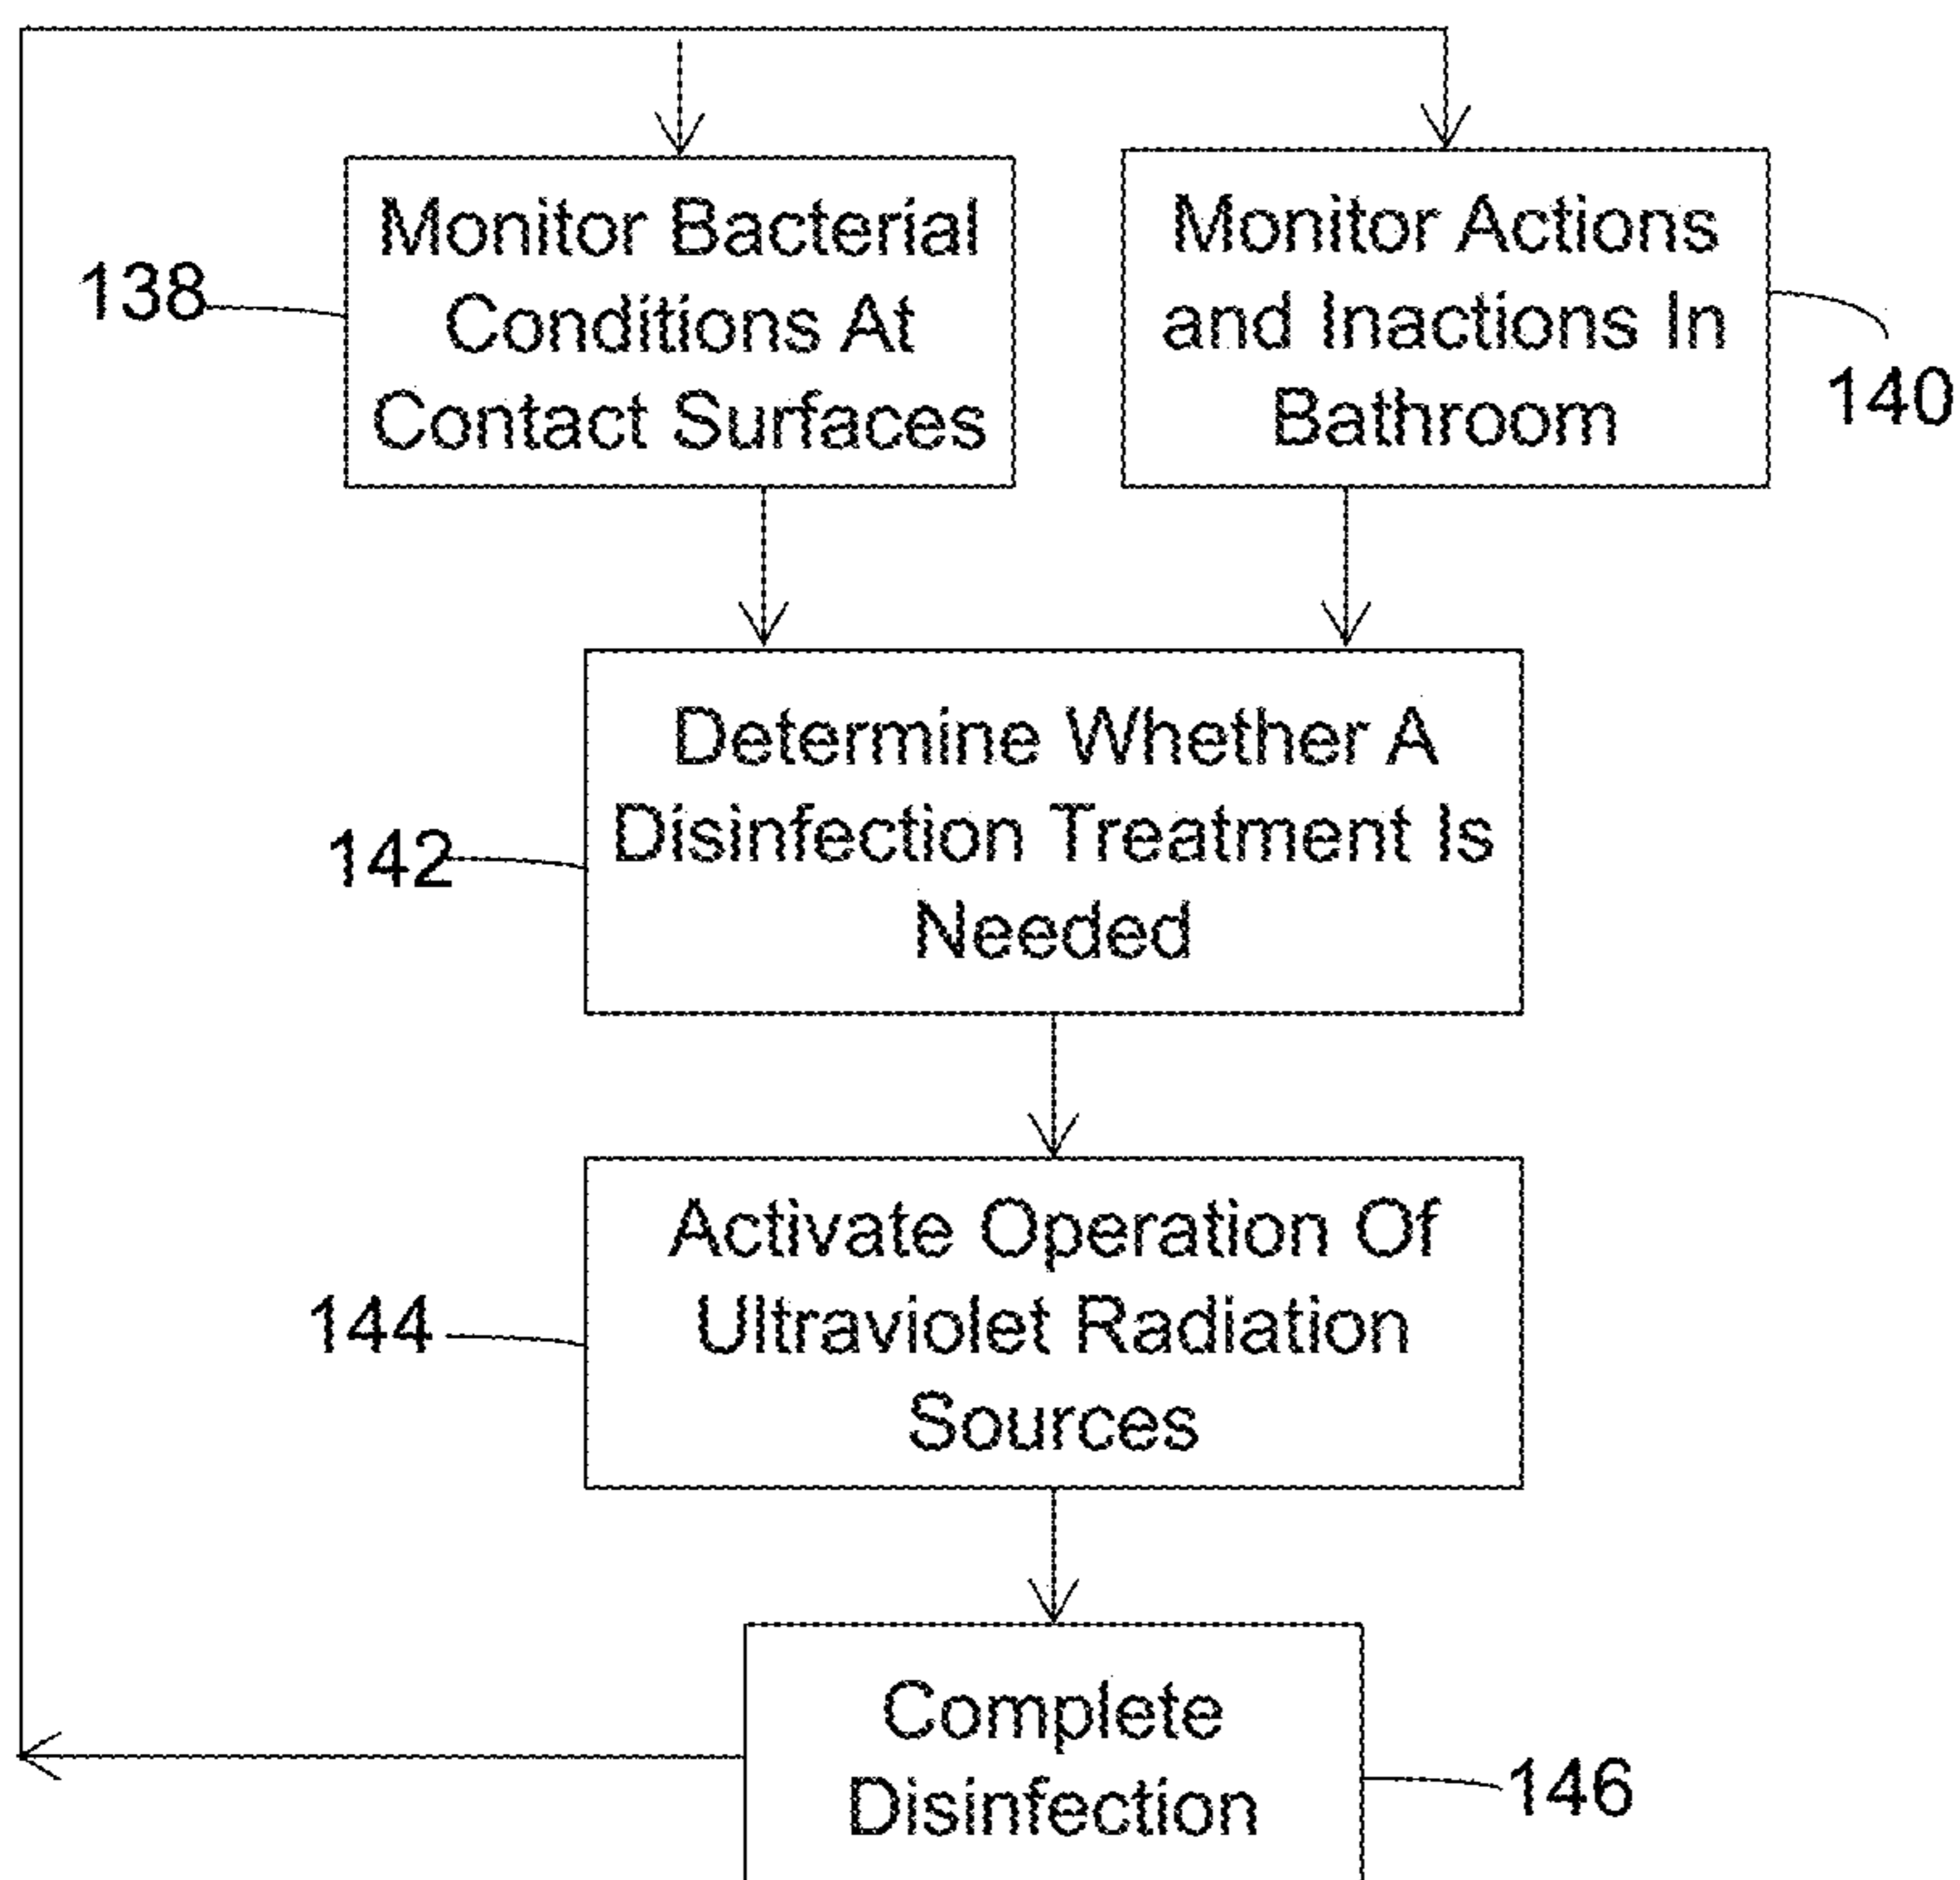 Monitor Bacterial
Conditions At
Contact Surfaces
138
Monitor Actions
and Inactions In
Bathroom
140
Determine Whether A
Disinfection Treatment Is
Needed
142
Activate Operation Of
Ultraviolet Radiation
Sources
144
Complete
Disinfection
146